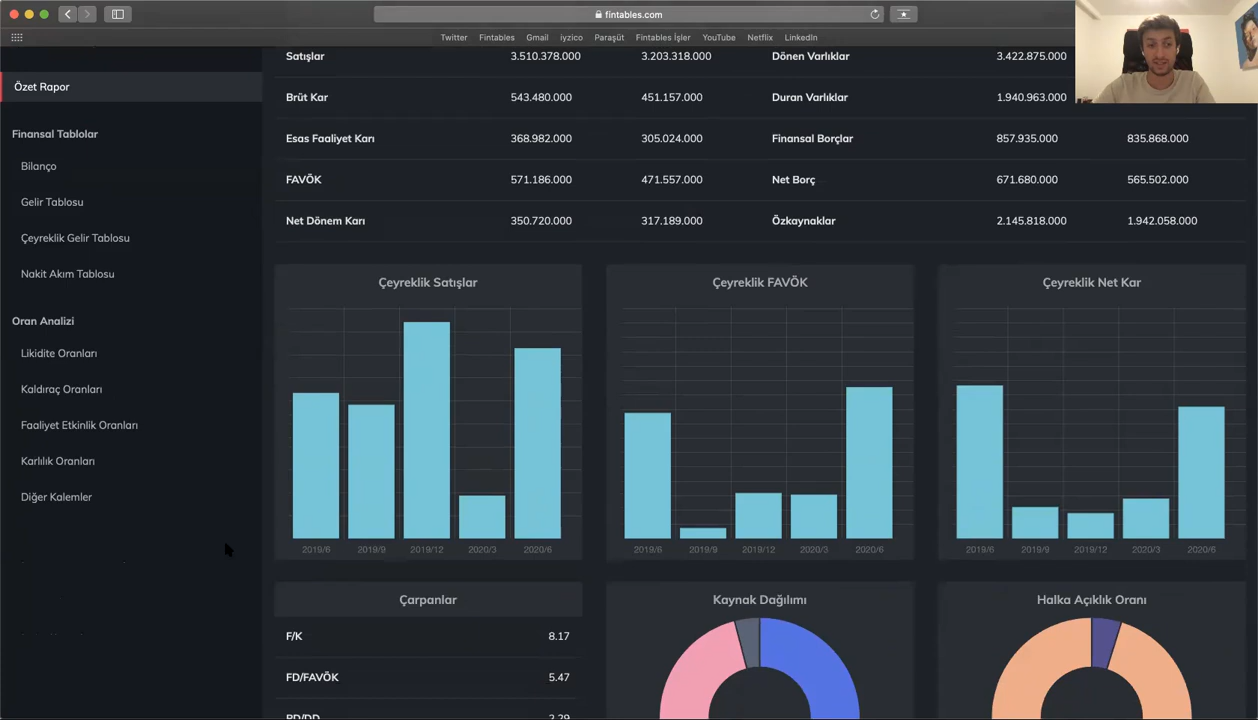 fintables.com
Twitter Fintables Gmail iyzico Paraşüt Fintables İşler YouTube Netflix LinkedIn
Özet Rapor
Finansal Tablolar
Bilanço
Gelir Tablosu
Çeyreklik Gelir Tablosu
Nakit Akım Tablosu
Oran Analizi
Likidite Oranları
Kaldıraç Oranları
Faaliyet Etkinlik Oranları
Karlılık Oranları
Diğer Kalemler
Satışlar 3.510.378.000 3.203.318.000 Dönen Varlıklar 3.422.875.000
Brüt Kar 543.480.000 451.157.000 Duran Varlıklar 1.940.963.000
Esas Faaliyet Karı 368.982.000 305.024.000 Finansal Borçlar 857.935.000 835.868.000
FAVÖK 571.186.000 471.557.000 Net Borç 671.680.000 565.502.000
Net Dönem Karı 350.720.000 317.189.000 Özkaynaklar 2.145.818.000 1.942.058.000
Çeyreklik Satışlar
2019/6 2019/9 2019/12 2020/3 2020/6
Çeyreklik FAVÖK
2019/6 2019/9 2019/12 2020/3 2020/6
Çeyreklik Net Kar
2019/6 2019/9 2019/12 2020/3 2020/6
Çarpanlar
F/K 8.17
FD/FAVÖK 5.47
PD/DD 2.29
Kaynak Dağılımı
Halka Açıklık Oranı